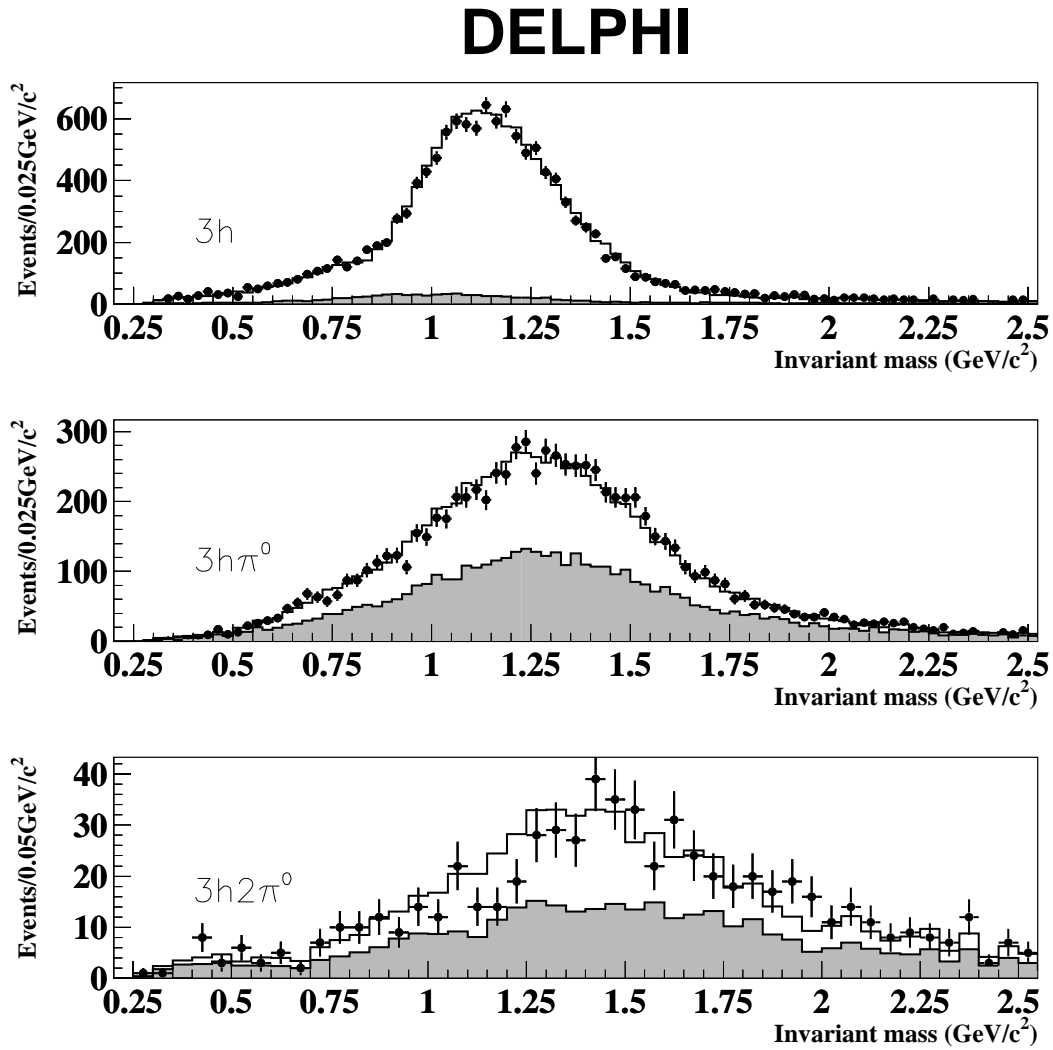 DELPHI
Events/0.025GeV/c²
600
400
200
0
3h
0.25 0.5 0.75 1 1.25 1.5 1.75 2 2.25 2.5
Invariant mass (GeV/c²)
Events/0.025GeV/c²
300
200
100
0
3hπ⁰
0.25 0.5 0.75 1 1.25 1.5 1.75 2 2.25 2.5
Invariant mass (GeV/c²)
Events/0.05GeV/c²
40
30
20
10
0
3h2π⁰
0.25 0.5 0.75 1 1.25 1.5 1.75 2 2.25 2.5
Invariant mass (GeV/c²)